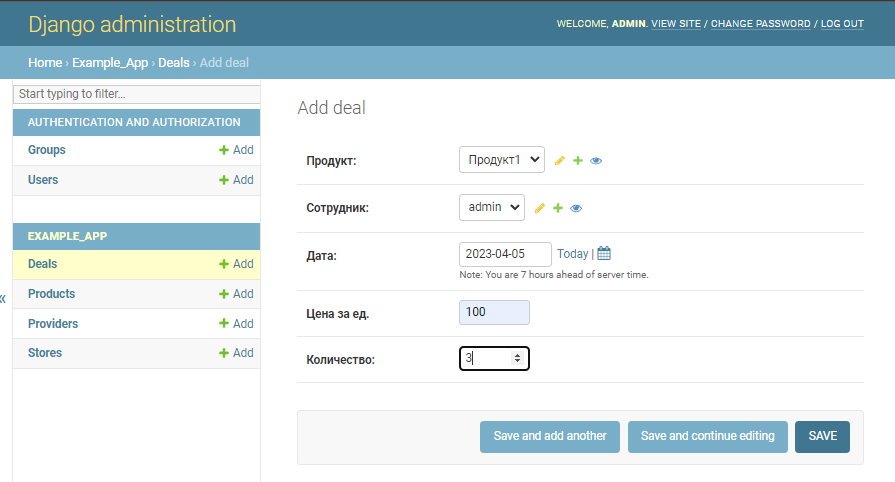 Django administration
WELCOME, ADMIN. VIEW SITE / CHANGE PASSWORD / LOG OUT
Home › Example_App › Deals › Add deal
Start typing to filter...
AUTHENTICATION AND AUTHORIZATION
Groups + Add
Users + Add
EXAMPLE_APP
Deals + Add
Products + Add
Providers + Add
Stores + Add
«
Add deal
Продукт: Продукт1
Сотрудник: admin
Дата: 2023-04-05 Today |
Note: You are 7 hours ahead of server time.
Цена за ед. 100
Количество: 3
Save and add another Save and continue editing SAVE